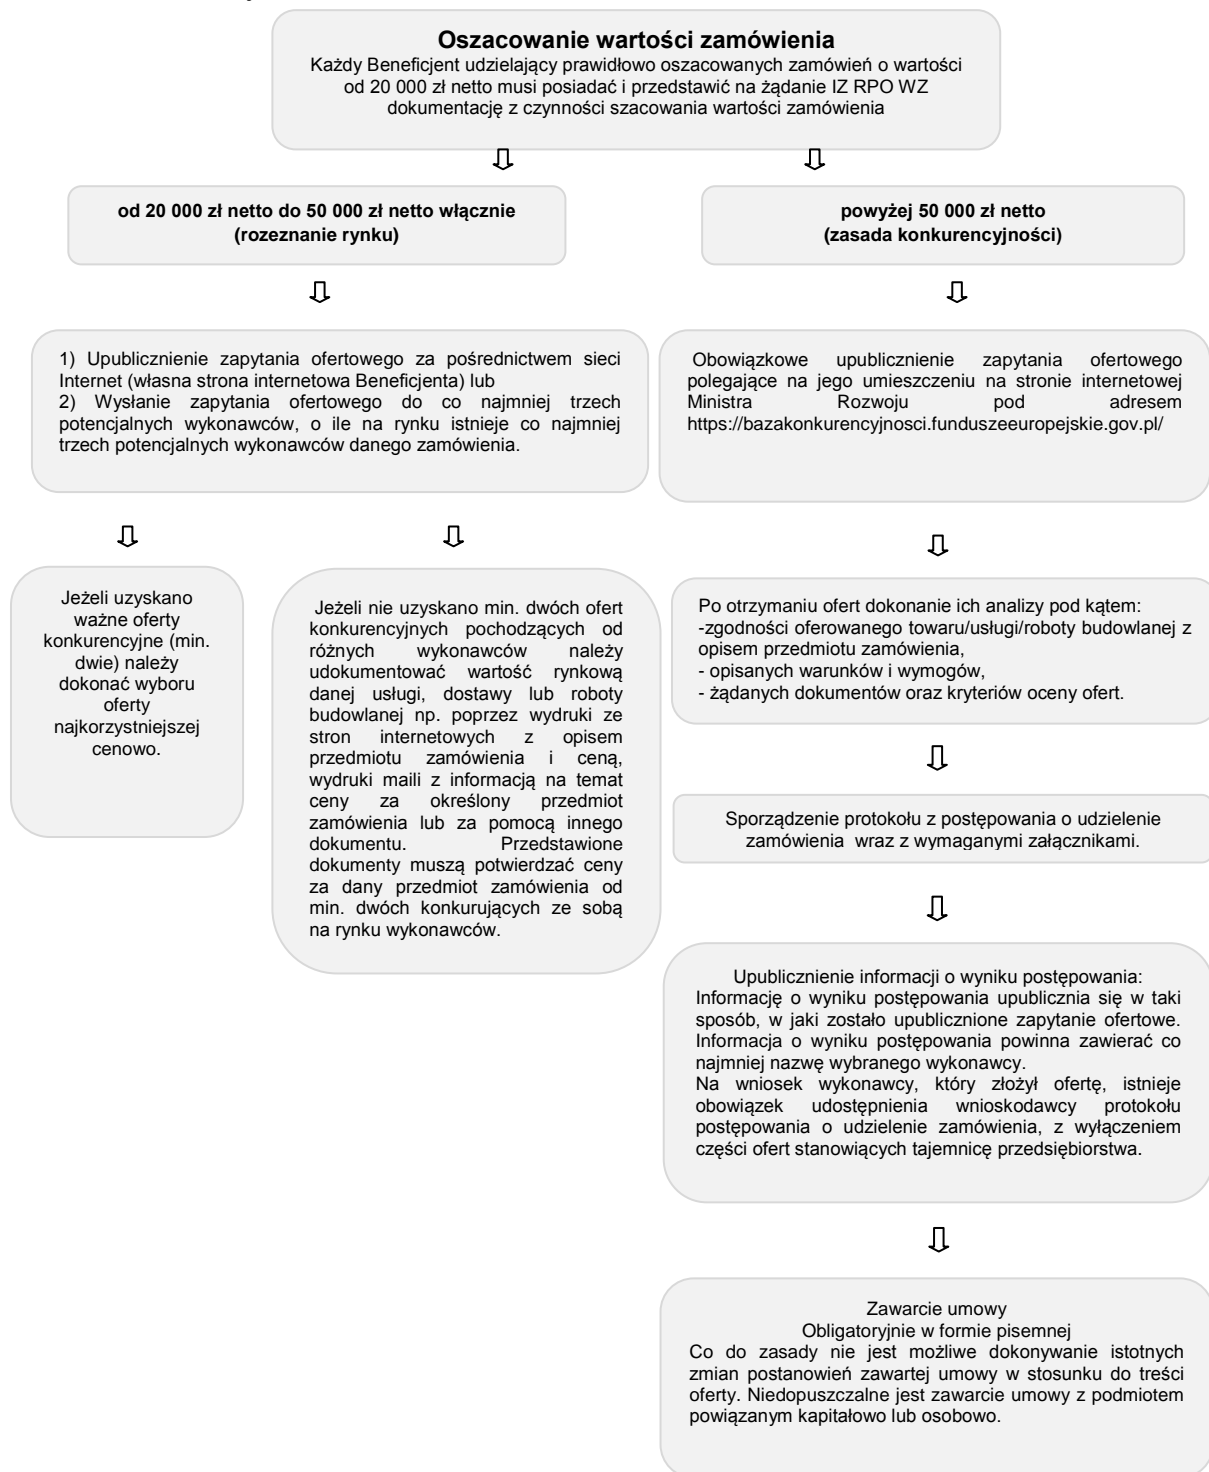 Oszacowanie wartości zamówienia
Każdy Beneficjent udzielający prawidłowo oszacowanych zamówień o wartości
od 20 000 zł netto musi posiadać i przedstawić na żądanie IZ RPO WZ
dokumentację z czynności szacowania wartości zamówienia
od 20 000 zł netto do 50 000 zł netto włącznie
(rozeznanie rynku)
powyżej 50 000 zł netto
(zasada konkurencyjności)
1) Upublicznienie zapytania ofertowego za pośrednictwem sieci
Internet (własna strona internetowa Beneficjenta) lub
2) Wysłanie zapytania ofertowego do co najmniej trzech
potencjalnych wykonawców, o ile na rynku istnieje co najmniej
trzech potencjalnych wykonawców danego zamówienia.
Obowiązkowe upublicznienie zapytania ofertowego
polegające na jego umieszczeniu na stronie internetowej
Ministra Rozwoju pod adresem
https://bazakonkurencyjnosci.funduszeeuropejskie.gov.pl/
Jeżeli uzyskano
ważne oferty
konkurencyjne (min.
dwie) należy
dokonać wyboru
oferty
najkorzystniejszej
cenowo.
Jeżeli nie uzyskano min. dwóch ofert
konkurencyjnych pochodzących od
różnych wykonawców należy
udokumentować wartość rynkową
danej usługi, dostawy lub roboty
budowlanej np. poprzez wydruki ze
stron internetowych z opisem
przedmiotu zamówienia i ceną,
wydruki maili z informacją na temat
ceny za określony przedmiot
zamówienia lub za pomocą innego
dokumentu. Przedstawione
dokumenty muszą potwierdzać ceny
za dany przedmiot zamówienia od
min. dwóch konkurujących ze sobą
na rynku wykonawców.
Po otrzymaniu ofert dokonanie ich analizy pod kątem:
-zgodności oferowanego towaru/usługi/roboty budowlanej z
opisem przedmiotu zamówienia,
- opisanych warunków i wymogów,
- żądanych dokumentów oraz kryteriów oceny ofert.
Sporządzenie protokołu z postępowania o udzielenie
zamówienia wraz z wymaganymi załącznikami.
Upublicznienie informacji o wyniku postępowania:
Informację o wyniku postępowania upublicznia się w taki
sposób, w jaki zostało upublicznione zapytanie ofertowe.
Informacja o wyniku postępowania powinna zawierać co
najmniej nazwę wybranego wykonawcy.
Na wniosek wykonawcy, który złożył ofertę, istnieje
obowiązek udostępnienia wnioskodawcy protokołu
postępowania o udzielenie zamówienia, z wyłączeniem
części ofert stanowiących tajemnicę przedsiębiorstwa.
Zawarcie umowy
Obligatoryjnie w formie pisemnej
Co do zasady nie jest możliwe dokonywanie istotnych
zmian postanowień zawartej umowy w stosunku do treści
oferty. Niedopuszczalne jest zawarcie umowy z podmiotem
powiązanym kapitałowo lub osobowo.